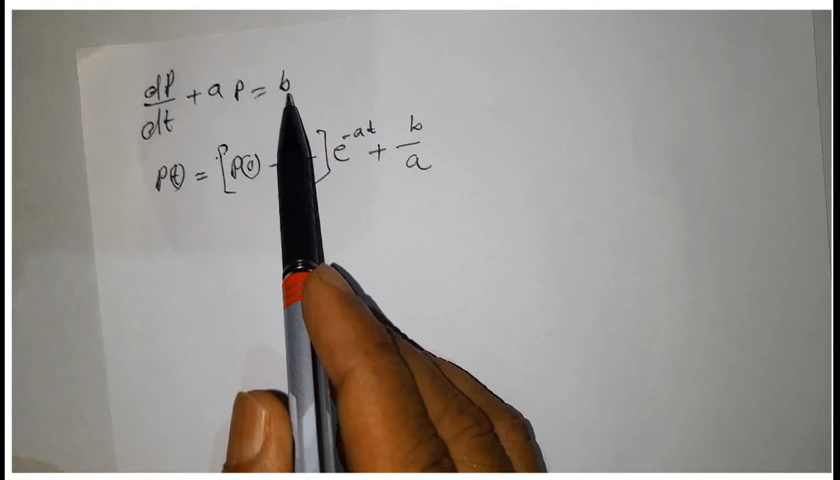 dP/dt + a P = b
P(t) = [P(0) - ] e^-at + b/a